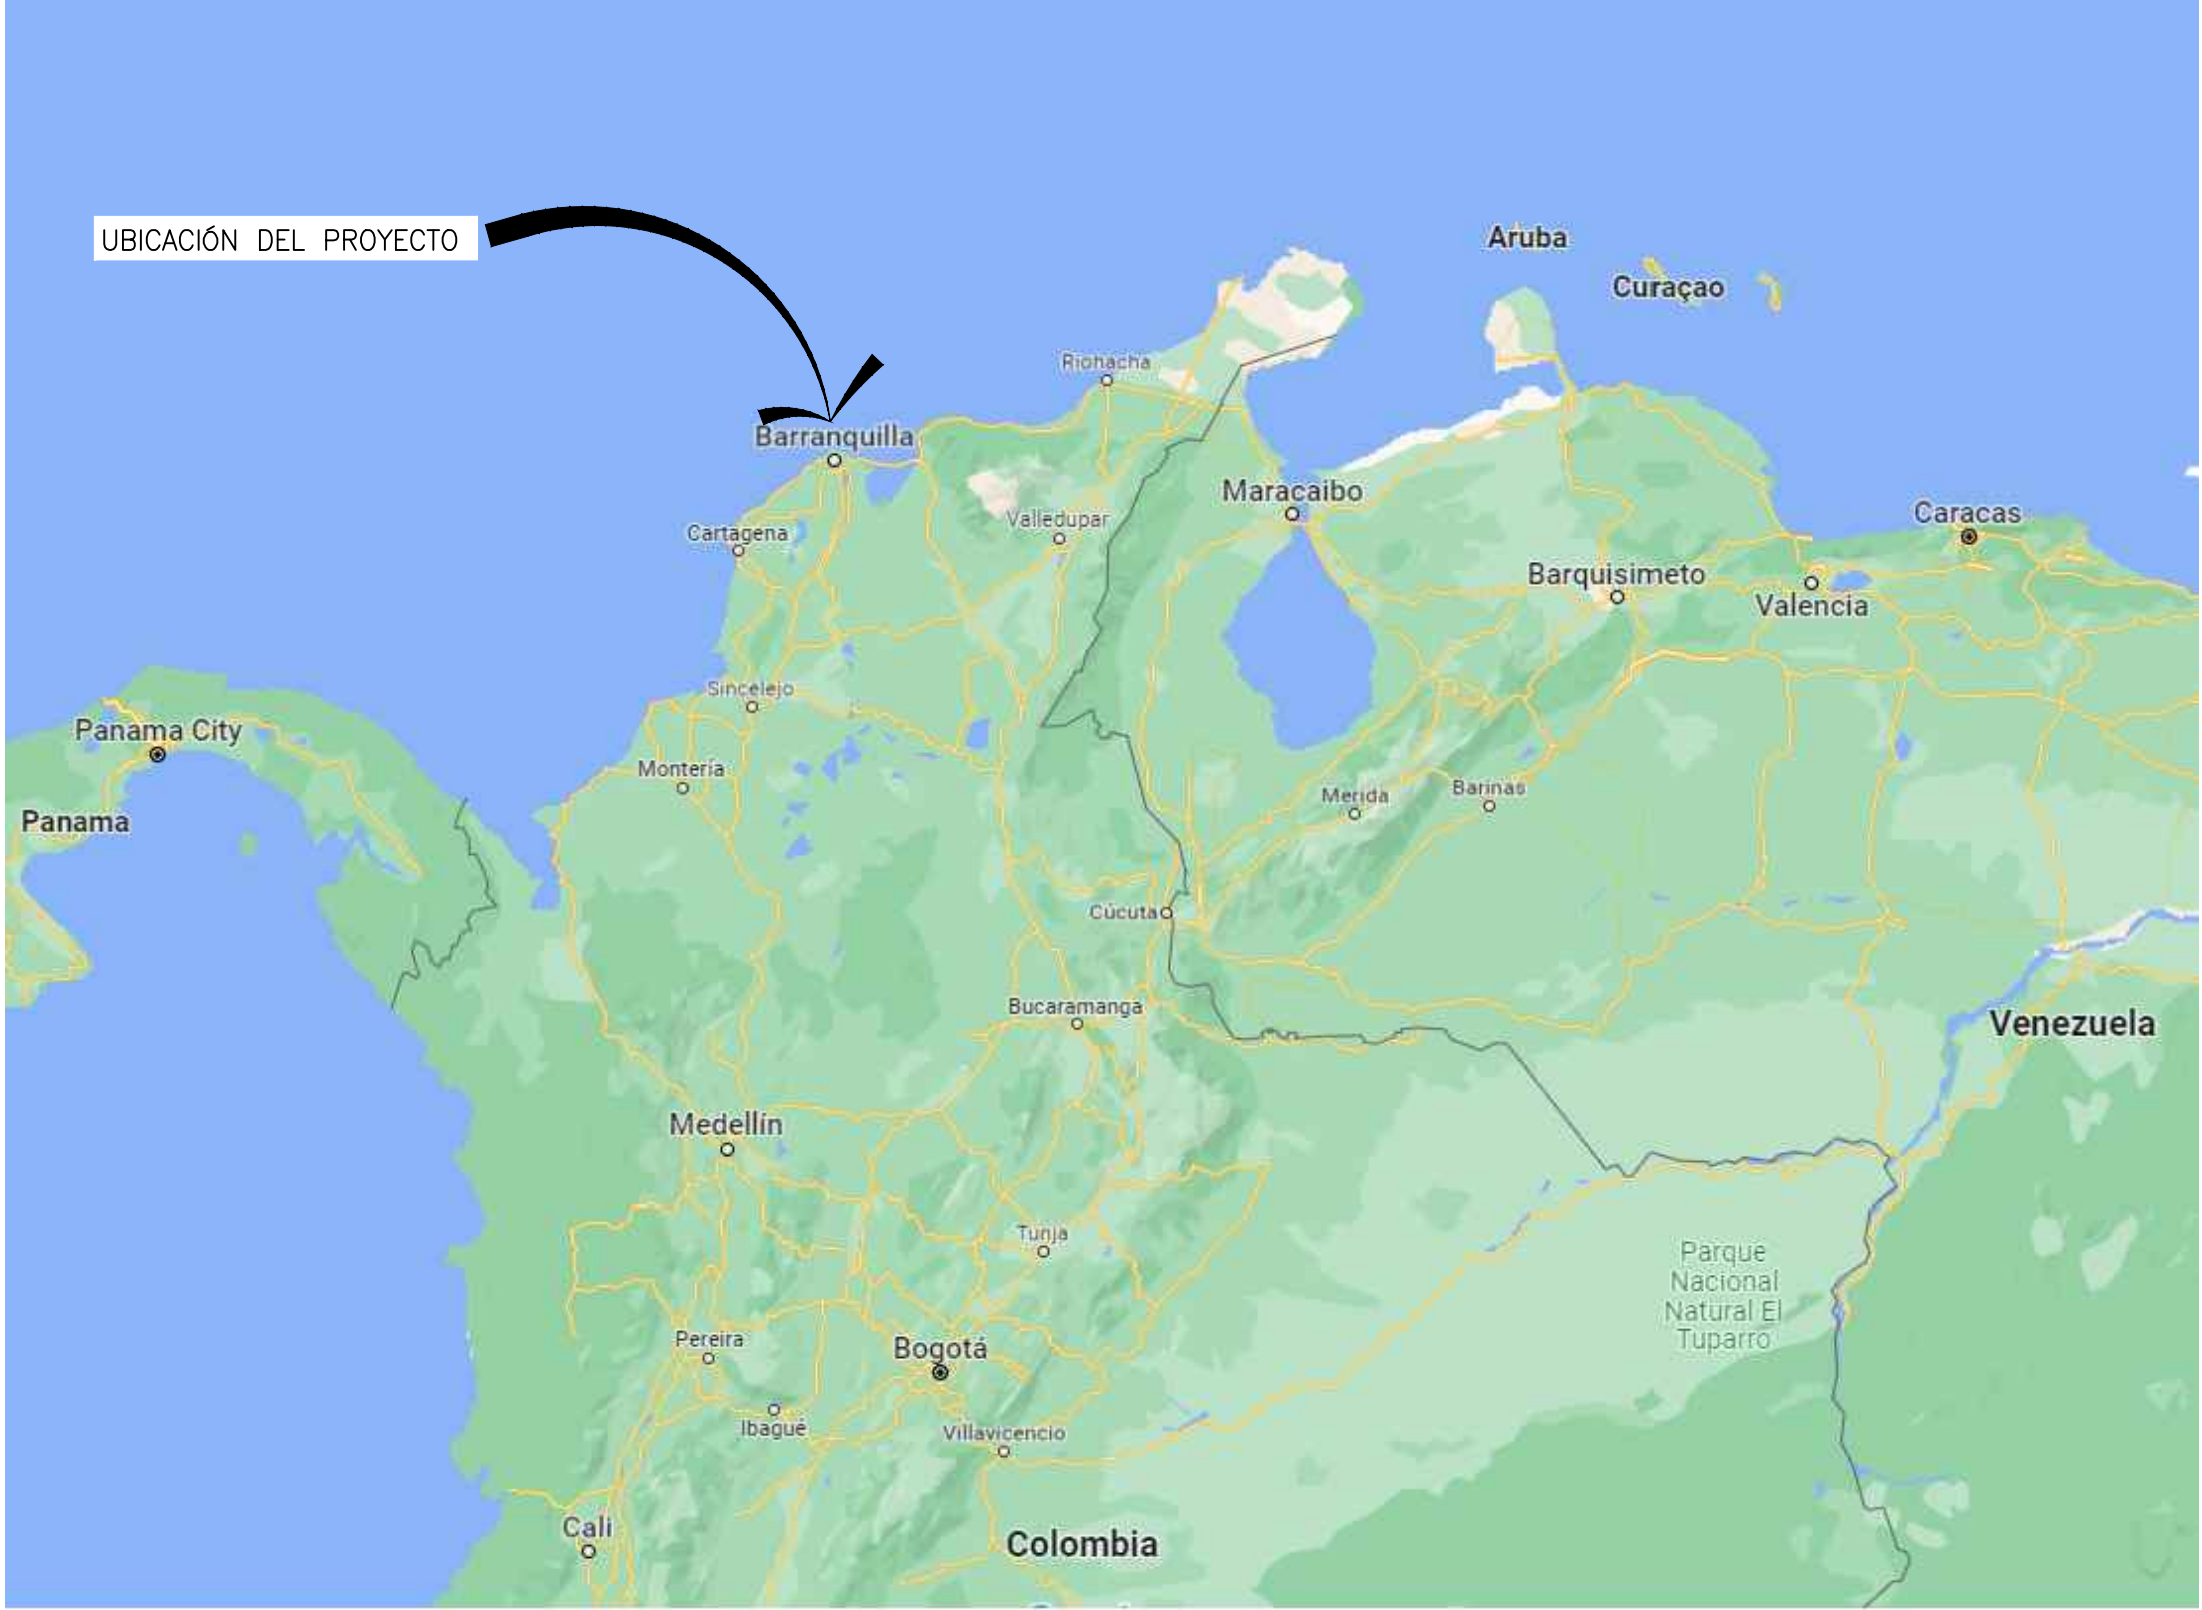 UBICACIÓN DEL PROYECTO
Aruba
Curaçao
Riohacha
Barranquilla
Maracaibo
Caracas
Valledupar
Cartagena
Barquisimeto
Valencia
Sincelejo
Panama City
Montería
Merida
Barinas
Panama
Cúcuta
Bucaramanga
Venezuela
Medellín
Tunja
Parque
Nacional
Natural El
Tuparro
Pereira
Bogotá
Ibagué
Villavicencio
Cali
Colombia